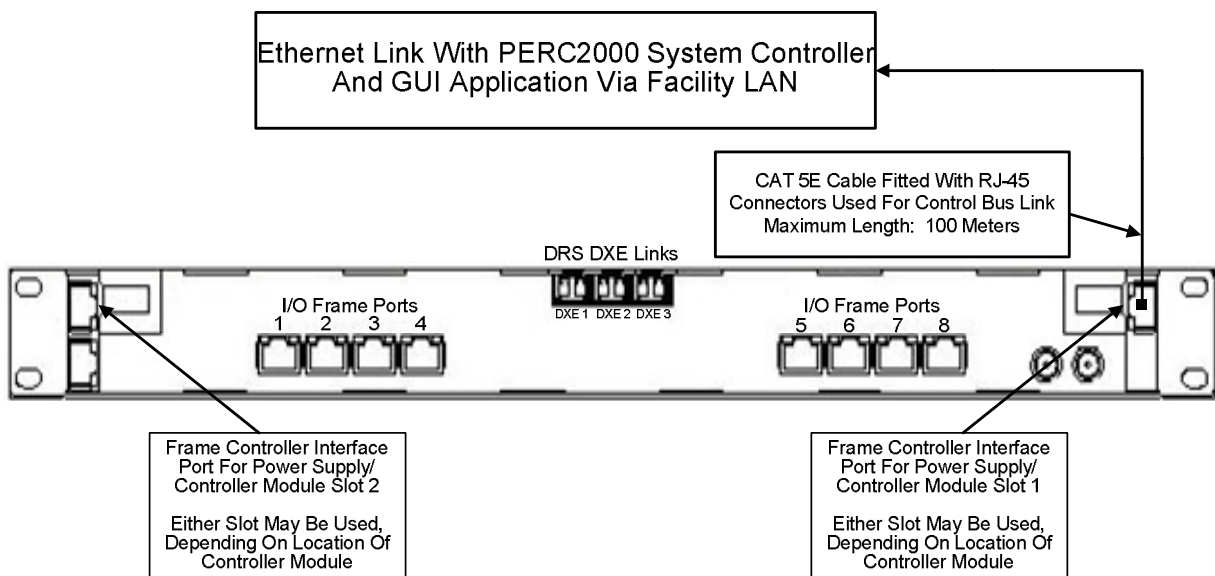 Ethernet Link With PERC2000 System Controller
And GUI Application Via Facility LAN
CAT 5E Cable Fitted With RJ-45
Connectors Used For Control Bus Link
Maximum Length: 100 Meters
DRS DXE Links
DXE 1 DXE 2 DXE 3
I/O Frame Ports
1 2 3 4
I/O Frame Ports
5 6 7 8
Frame Controller Interface
Port For Power Supply/
Controller Module Slot 2
Either Slot May Be Used,
Depending On Location Of
Controller Module
Frame Controller Interface
Port For Power Supply/
Controller Module Slot 1
Either Slot May Be Used,
Depending On Location Of
Controller Module